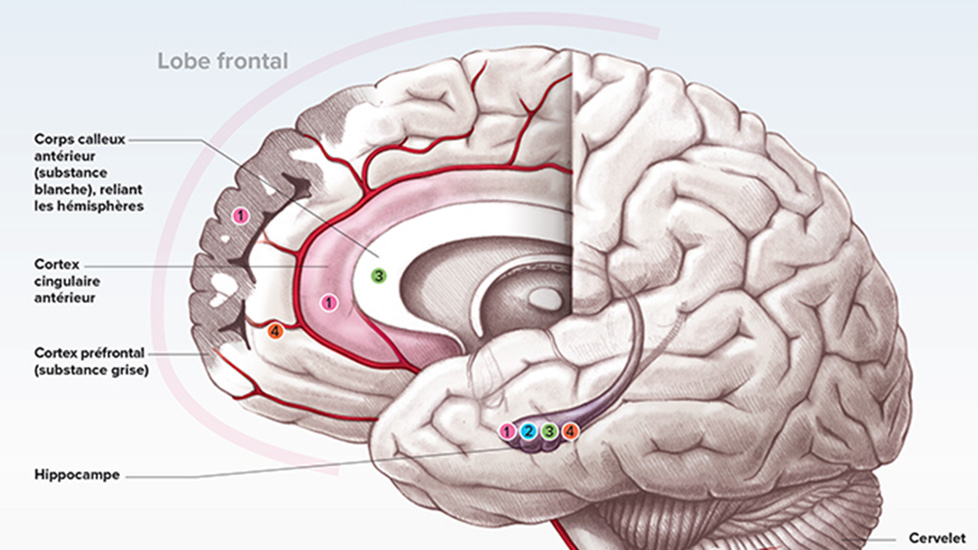 Lobe frontal
Corps calleux
antérieur
(substance
blanche), reliant
les hémisphères
1
Cortex
cingulaire
antérieur
3
1
4
Cortex préfrontal
(substance grise)
1 2 3 4
Hippocampe
Cervelet